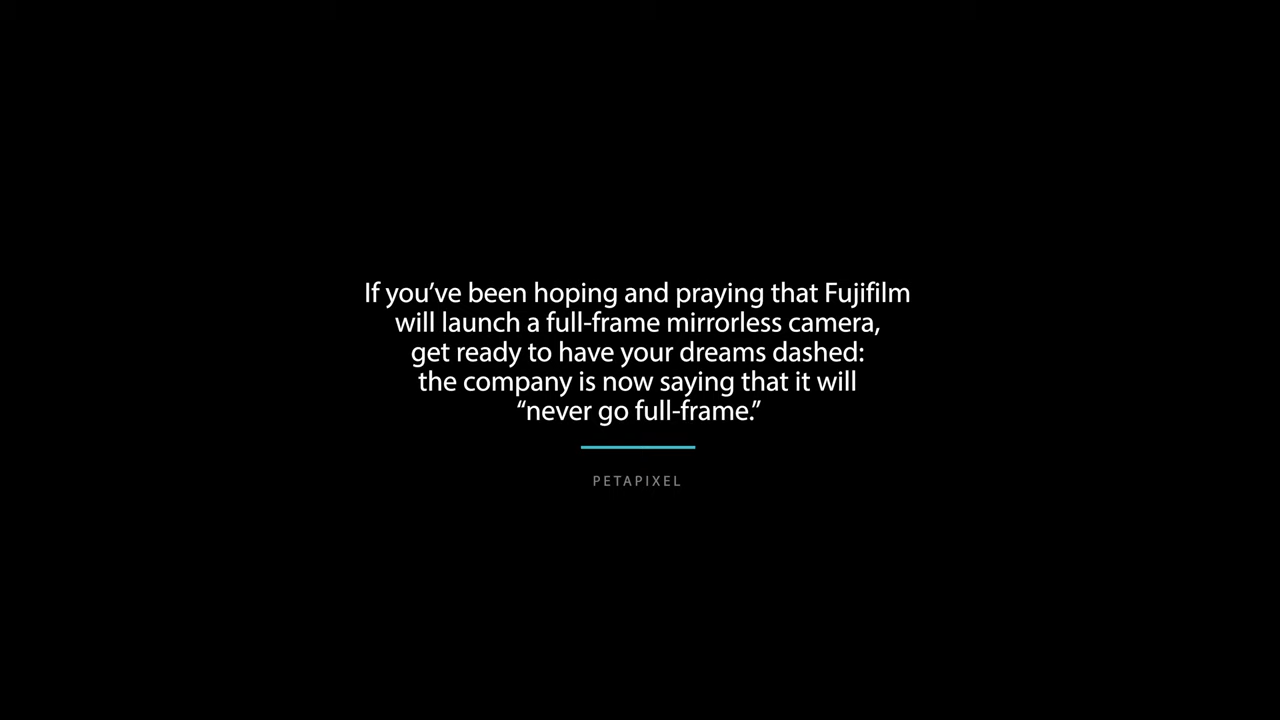 If you’ve been hoping and praying that Fujifilm
will launch a full-frame mirrorless camera,
get ready to have your dreams dashed:
the company is now saying that it will
“never go full-frame.”
PETAPIXEL